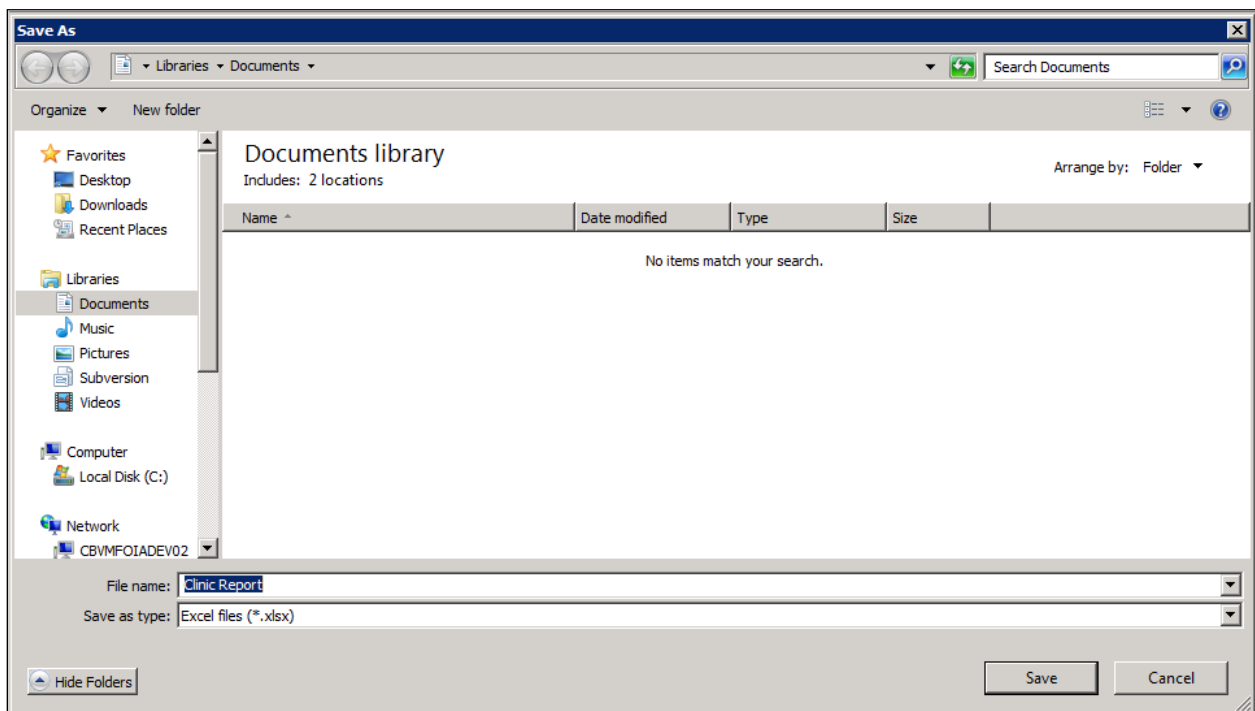 Save As
Libraries Documents
Search Documents
Organize New folder
Favorites
Desktop
Downloads
Recent Places
Libraries
Documents
Music
Pictures
Subversion
Videos
Computer
Local Disk (C:)
Network
CBVMFOIADEV02
Documents library
Includes: 2 locations
Arrange by: Folder
Name Date modified Type Size
No items match your search.
File name: Clinic Report
Save as type: Excel files (*.xlsx)
Hide Folders
Save Cancel